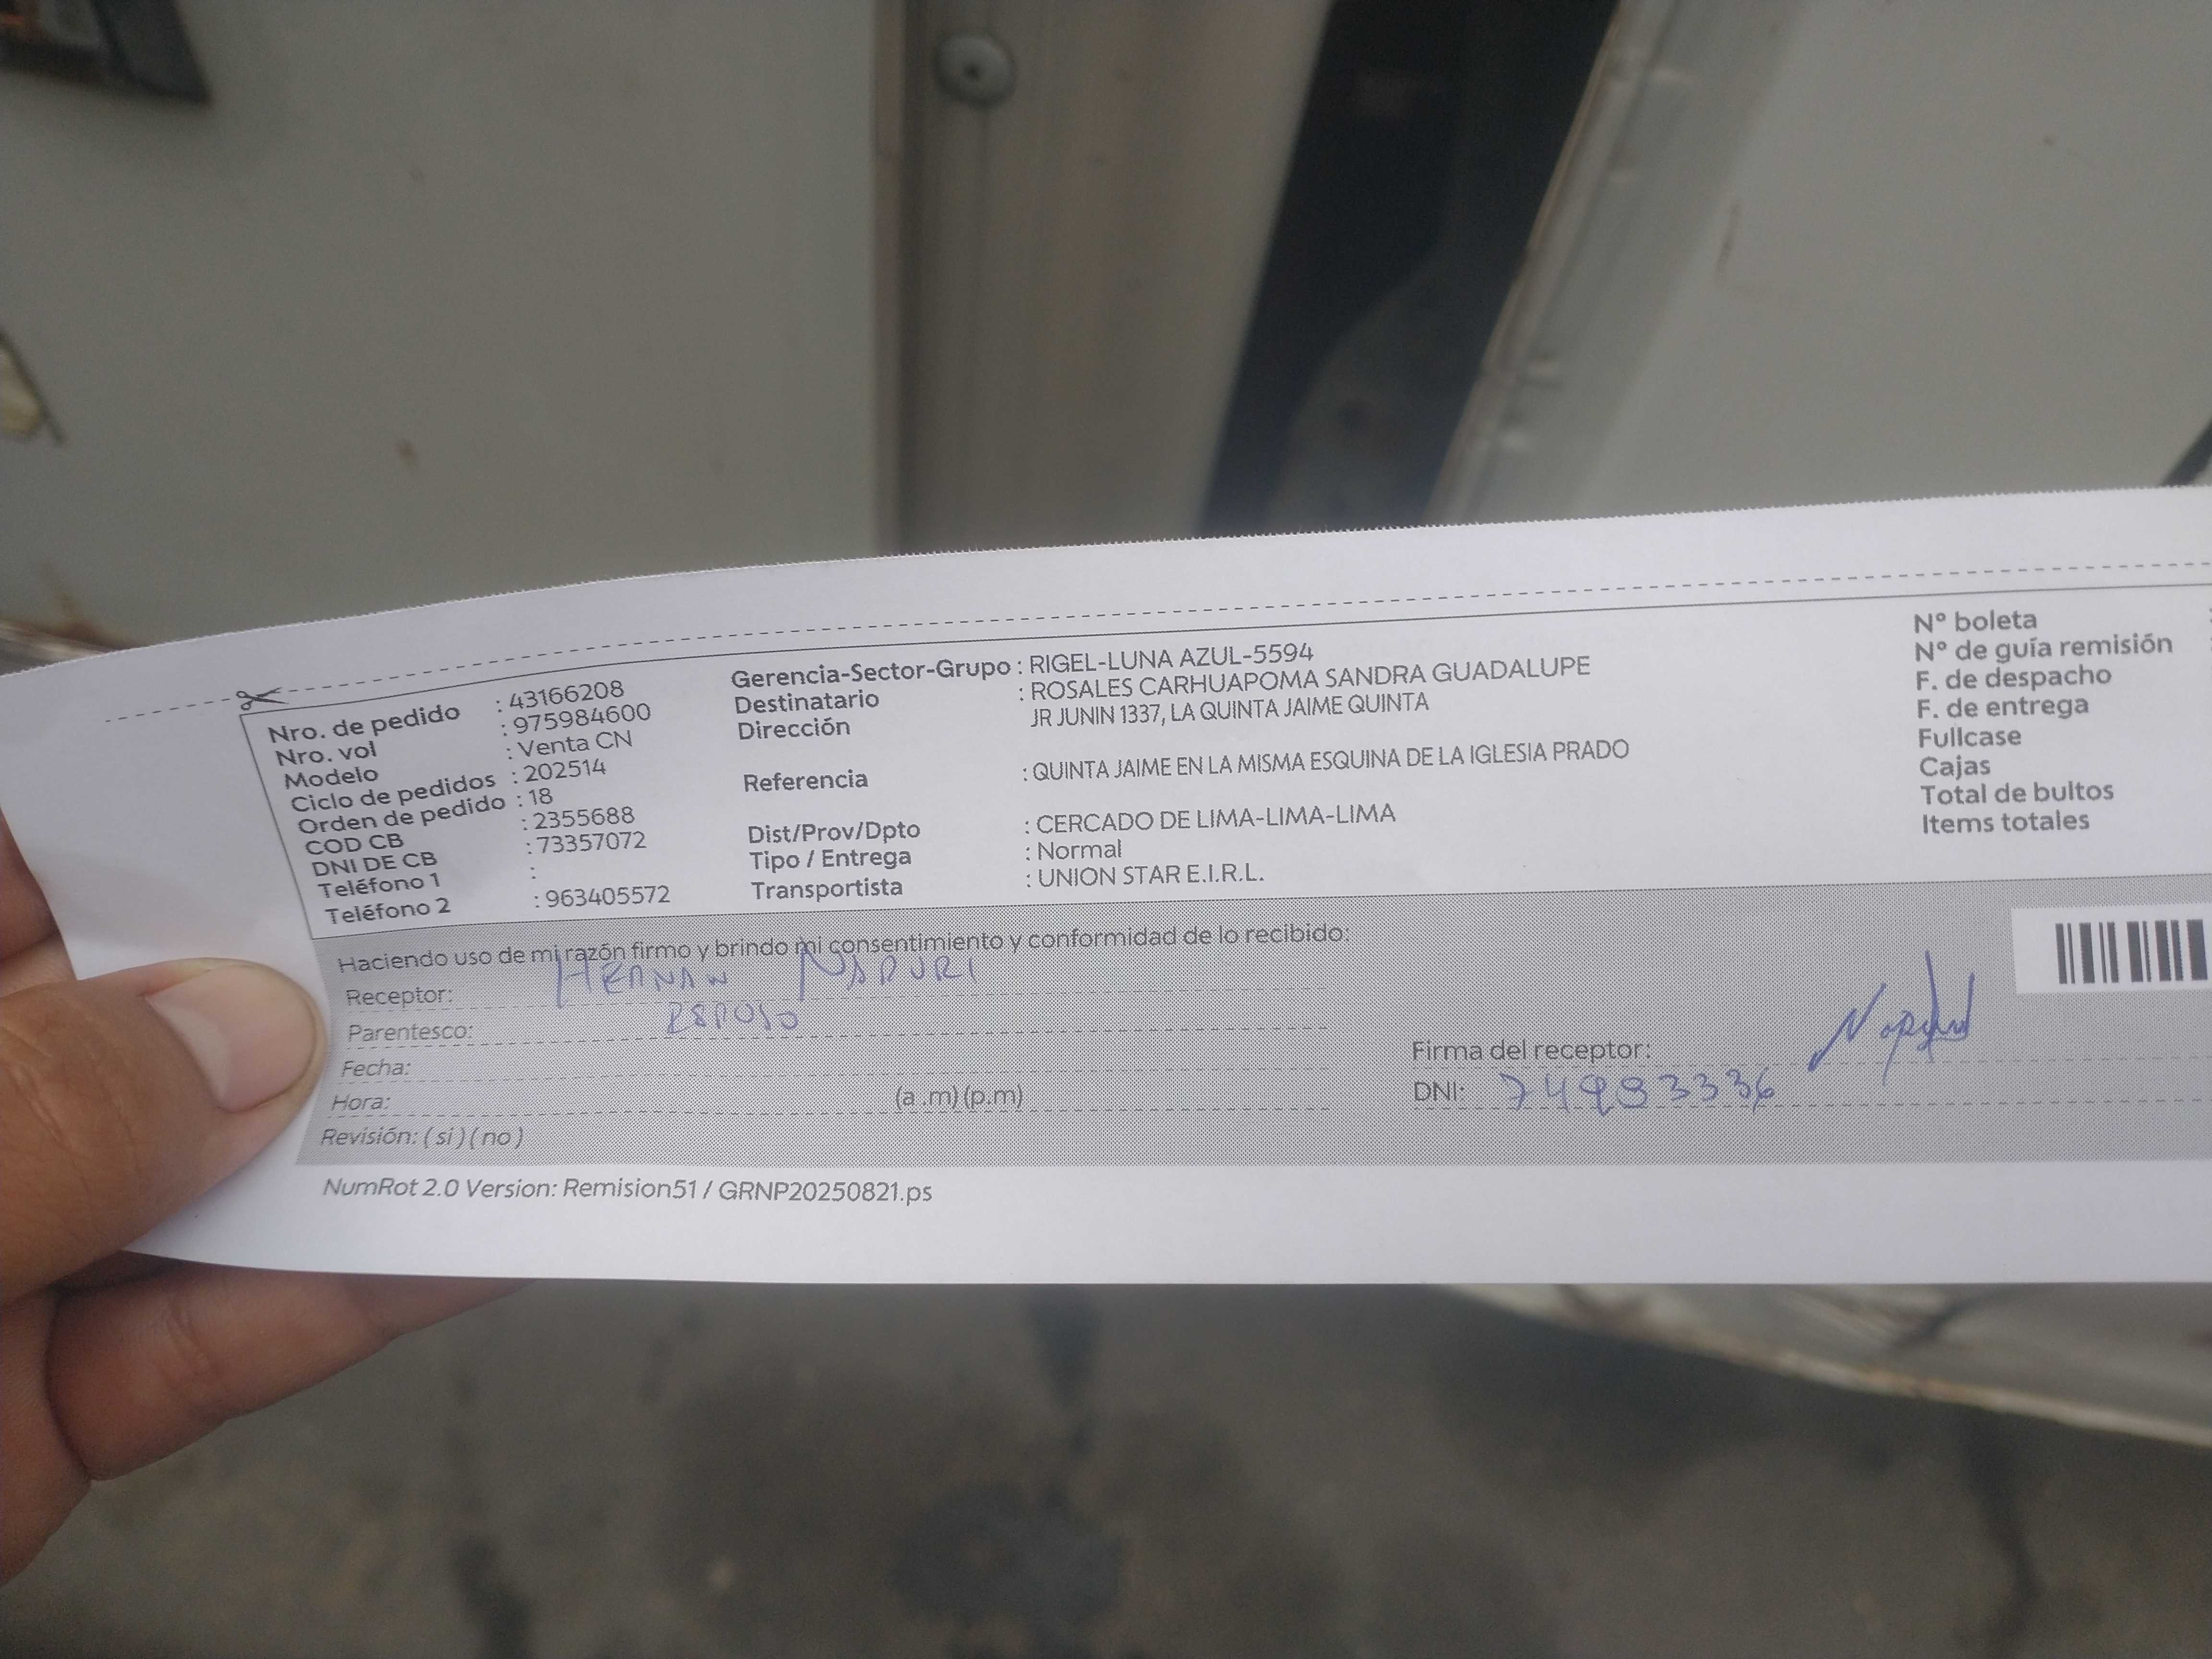 Nro. de pedido : 43166208
Nro. vol : 975984600
Modelo : Venta CN
Ciclo de pedidos : 202514
Orden de pedido : 18
COD CB : 2355688
DNI DE CB : 73357072
Teléfono 1 :
Teléfono 2 : 963405572
Gerencia-Sector-Grupo : RIGEL-LUNA AZUL-5594
Destinatario : ROSALES CARHUAPOMA SANDRA GUADALUPE
Dirección JR JUNIN 1337, LA QUINTA JAIME QUINTA
Referencia : QUINTA JAIME EN LA MISMA ESQUINA DE LA IGLESIA PRADO
Dist/Prov/Dpto : CERCADO DE LIMA-LIMA-LIMA
Tipo / Entrega : Normal
Transportista : UNION STAR E.I.R.L.
Nº boleta
Nº de guía remisión
F. de despacho
F. de entrega
Fullcase
Cajas
Total de bultos
Items totales
Haciendo uso de mi razón firmo y brindo mi consentimiento y conformidad de lo recibido:
Receptor: HERNAN NAPURI
Parentesco: ESPOSO
Fecha:
Hora: (a .m) (p.m)
Revisión: ( si ) ( no )
Firma del receptor:
DNI: 74993336
NumRot 2.0 Version: Remision51 / GRNP20250821.ps